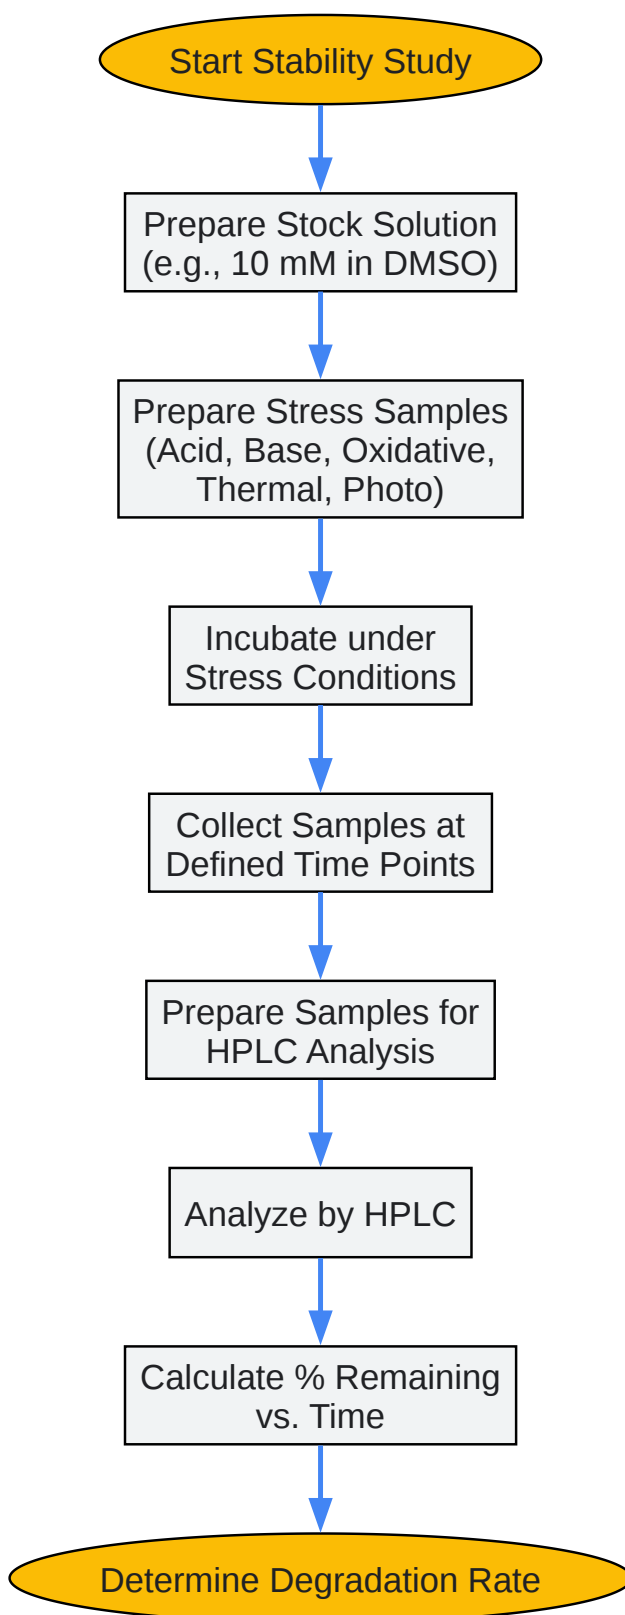 Start Stability Study
Prepare Stock Solution
(e.g., 10 mM in DMSO)
Prepare Stress Samples
(Acid, Base, Oxidative,
Thermal, Photo)
Incubate under
Stress Conditions
Collect Samples at
Defined Time Points
Prepare Samples for
HPLC Analysis
Analyze by HPLC
Calculate % Remaining
vs. Time
Determine Degradation Rate